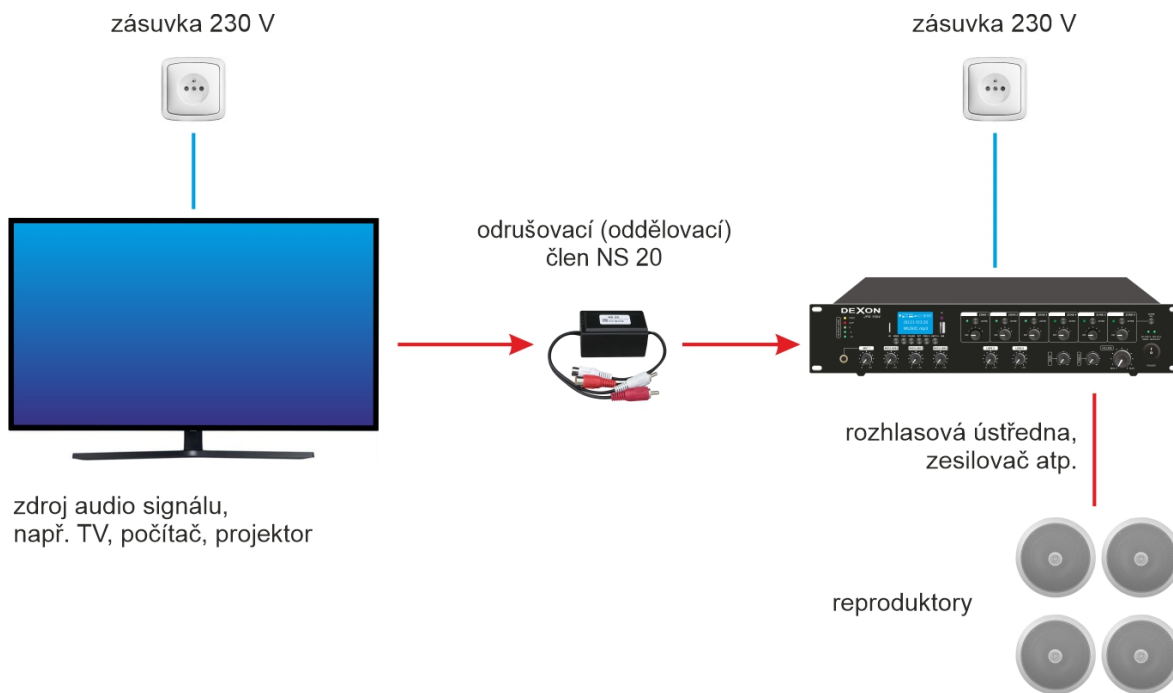 zásuvka 230 V
zásuvka 230 V
odrušovací (oddělovací)
člen NS 20
DEXON
rozhlasová ústředna,
zesilovač atp.
zdroj audio signálu,
např. TV, počítač, projektor
reproduktory